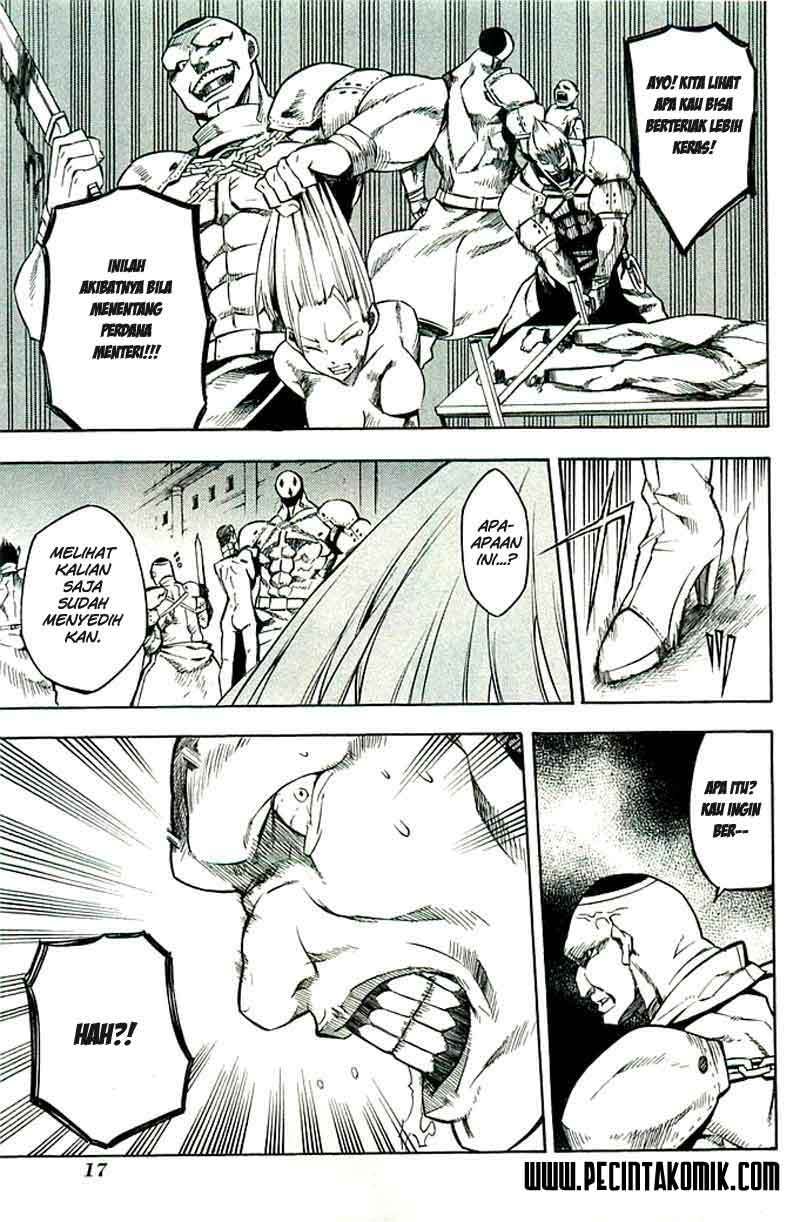 AYO! KITA LIHAT
APA KAU BISA
BERTERIAK LEBIH
KERAS!
INILAH
AKIBATNYA BILA
MENENTANG
PERDANA
MENTERI!!!
APA-
APAAN
INI...?
MELIHAT
KALIAN
SAJA
SUDAH
MENYEDIH
KAN.
APA ITU?
KAU INGIN
BER--
HAH?!
17
WWW.PECINTAKOMIK.COM